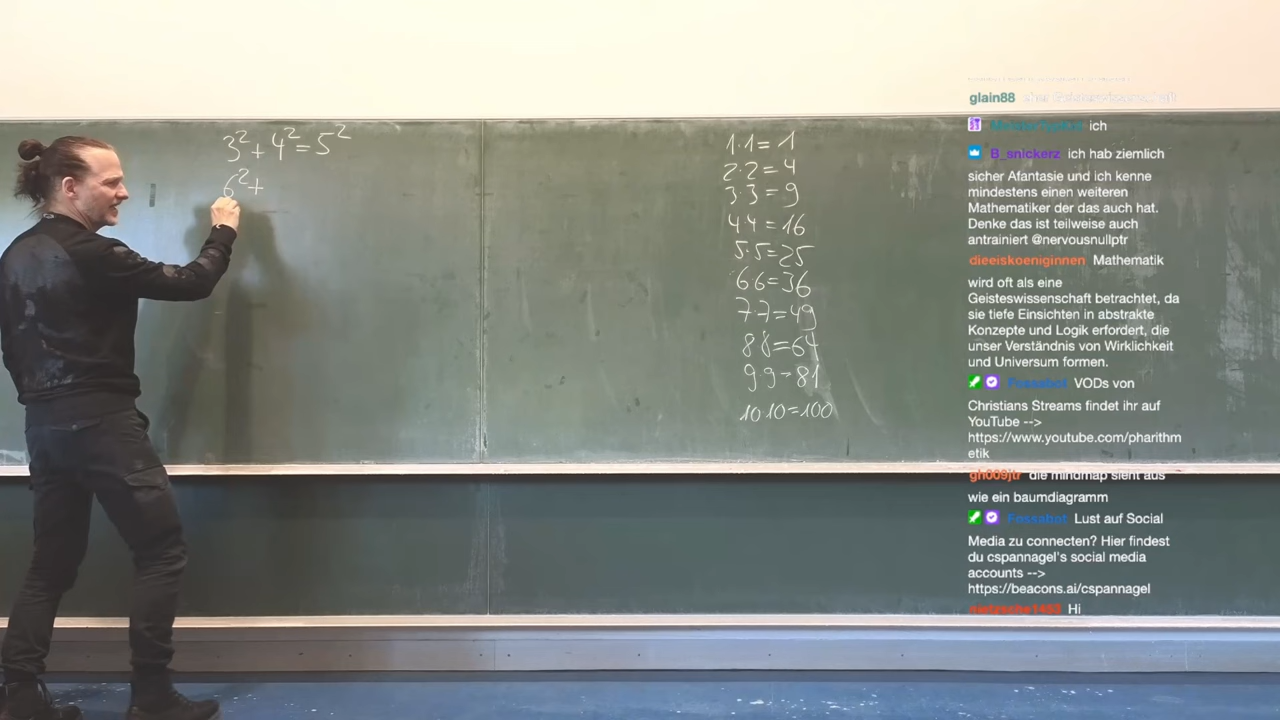 3² + 4² = 5²
6² +
1·1 = 1
2·2 = 4
3·3 = 9
4·4 = 16
5·5 = 25
6·6 = 36
7·7 = 49
8·8 = 64
9·9 = 81
10·10 = 100
glain88 eher Geisteswissenschaft
ich
B_snickerz ich hab ziemlich
sicher Afantasie und ich kenne
mindestens einen weiteren
Mathematiker der das auch hat.
Denke das ist teilweise auch
antrainiert @nervousnullptr
dieeiskoeniginnen Mathematik
wird oft als eine
Geisteswissenschaft betrachtet, da
sie tiefe Einsichten in abstrakte
Konzepte und Logik erfordert, die
unser Verständnis von Wirklichkeit
und Universum formen.
Fossabot VODs von
Christians Streams findet ihr auf
YouTube -->
https://www.youtube.com/pharithm
etik
gh009jtr die mindmap sieht aus
wie ein baumdiagramm
Fossabot Lust auf Social
Media zu connecten? Hier findest
du cspannagel's social media
accounts -->
https://beacons.ai/cspannagel
Hi